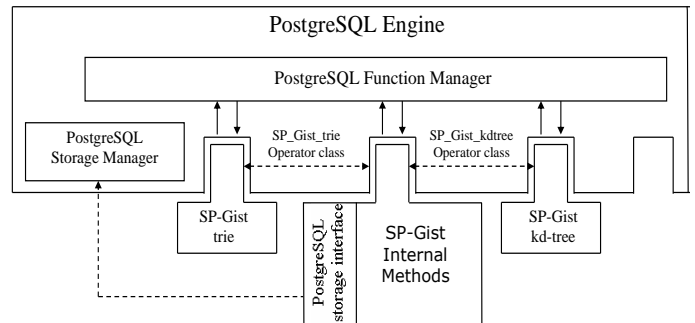 PostgreSQL Engine
PostgreSQL Function Manager
PostgreSQL
Storage Manager
SP_Gist_trie
Operator class
SP_Gist_kdtree
Operator class
SP-Gist
trie
PostgreSQL
storage interface
SP-Gist
Internal
Methods
SP-Gist
kd-tree